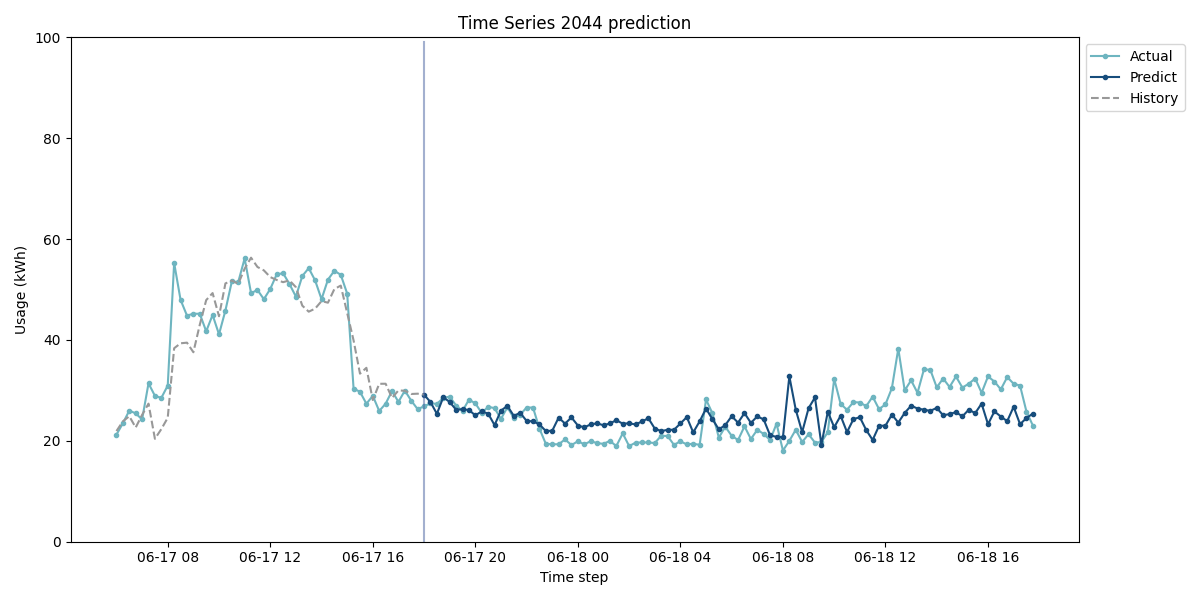 Time Series 2044 prediction
100
80
60
40
20
0
Usage (kWh)
06-17 08
06-17 12
06-17 16
06-17 20
06-18 00
06-18 04
06-18 08
06-18 12
06-18 16
Time step
Actual
Predict
History